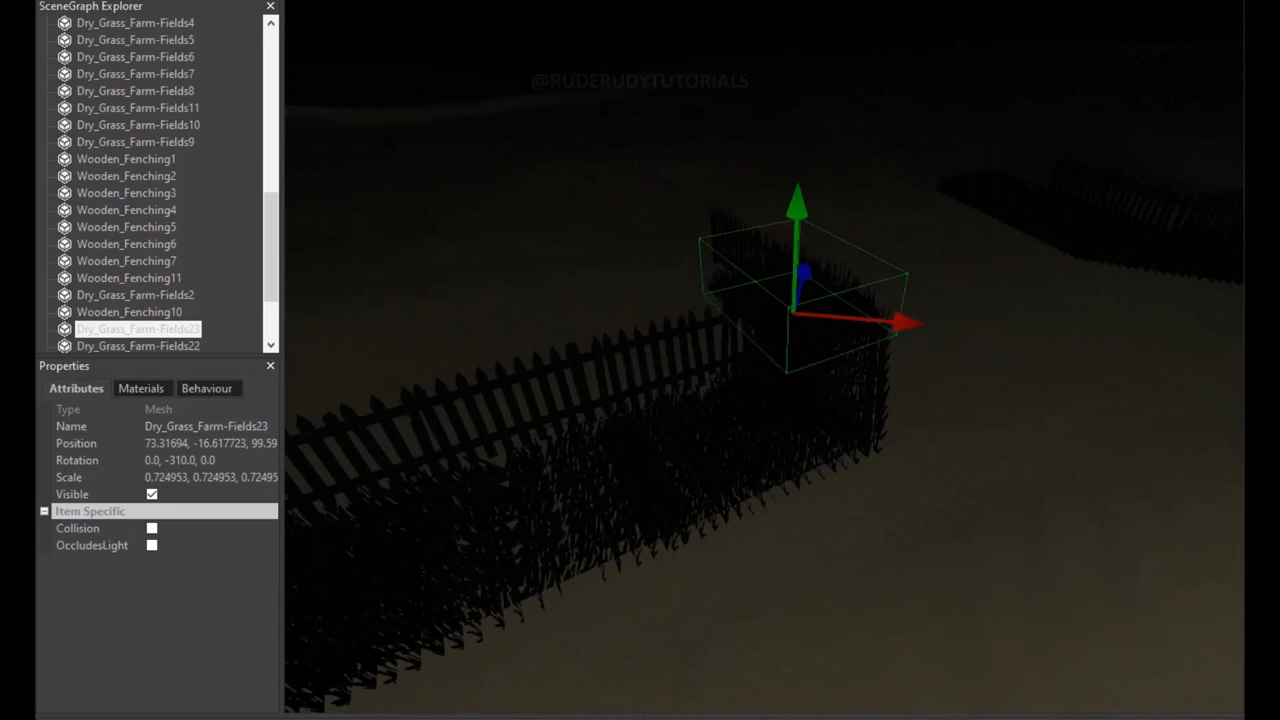 SceneGraph Explorer
Dry_Grass_Farm-Fields4
Dry_Grass_Farm-Fields5
Dry_Grass_Farm-Fields6
Dry_Grass_Farm-Fields7
Dry_Grass_Farm-Fields8
Dry_Grass_Farm-Fields11
Dry_Grass_Farm-Fields10
Dry_Grass_Farm-Fields9
Wooden_Fenching1
Wooden_Fenching2
Wooden_Fenching3
Wooden_Fenching4
Wooden_Fenching5
Wooden_Fenching6
Wooden_Fenching7
Wooden_Fenching11
Dry_Grass_Farm-Fields2
Wooden_Fenching10
Dry_Grass_Farm-Fields23
Dry_Grass_Farm-Fields22
Properties
Attributes Materials Behaviour
Type Mesh
Name Dry_Grass_Farm-Fields23
Position 73.31694, -16.617723, 99.59
Rotation 0.0, -310.0, 0.0
Scale 0.724953, 0.724953, 0.72495
Visible
Item Specific
Collision
OccludesLight
@RUDERUDYTUTORIALS